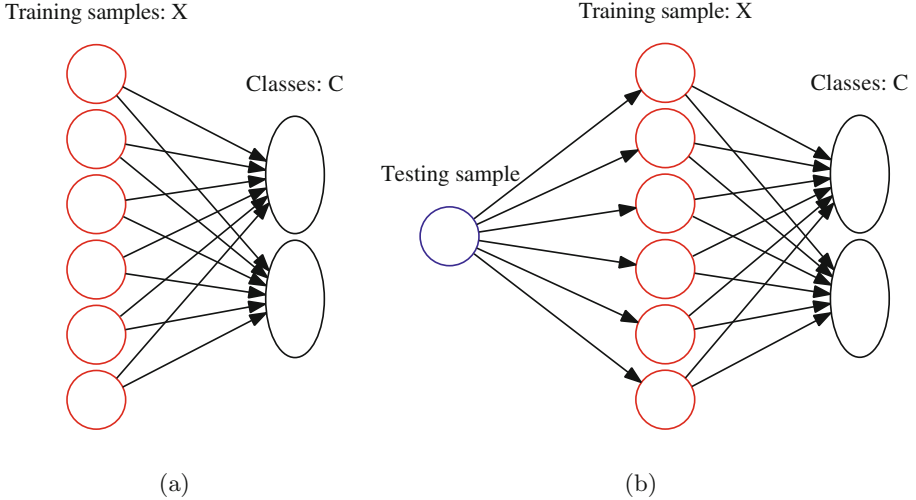 Training samples: X
Classes: C
(a)
Training sample: X
Classes: C
Testing sample
(b)